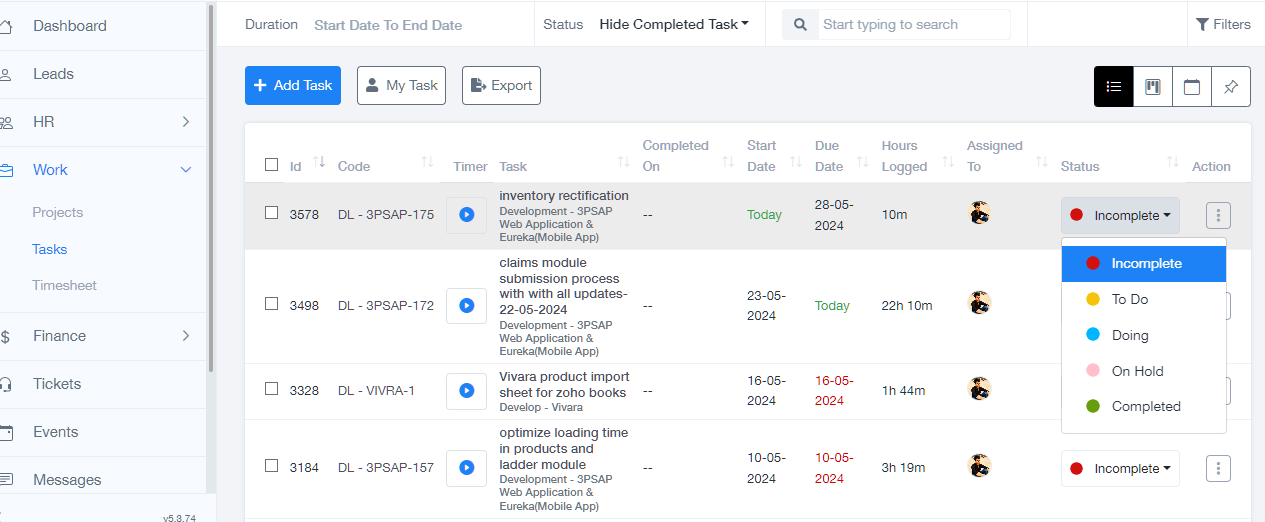 Dashboard
Leads
HR
Work
Projects
Tasks
Timesheet
Finance
Tickets
Events
Messages
v5.3.74
Duration Start Date To End Date Status Hide Completed Task Start typing to search Filters
Add Task My Task Export
Id Code Timer Task Completed On Start Date Due Date Hours Logged Assigned To Status Action
3578 DL - 3PSAP-175
inventory rectification
Development - 3PSAP
Web Application &
Eureka(Mobile App)
--
Today
28-05-
2024
10m
Incomplete
3498 DL - 3PSAP-172
claims module
submission process
with with all updates-
22-05-2024
Development - 3PSAP
Web Application &
Eureka(Mobile App)
--
23-05-
2024
Today
22h 10m
3328 DL - VIVRA-1
Vivara product import
sheet for zoho books
Develop - Vivara
--
16-05-
2024
16-05-
2024
1h 44m
3184 DL - 3PSAP-157
optimize loading time
in products and
ladder module
Development - 3PSAP
Web Application &
Eureka(Mobile App)
--
10-05-
2024
10-05-
2024
3h 19m
Incomplete
Incomplete
To Do
Doing
On Hold
Completed